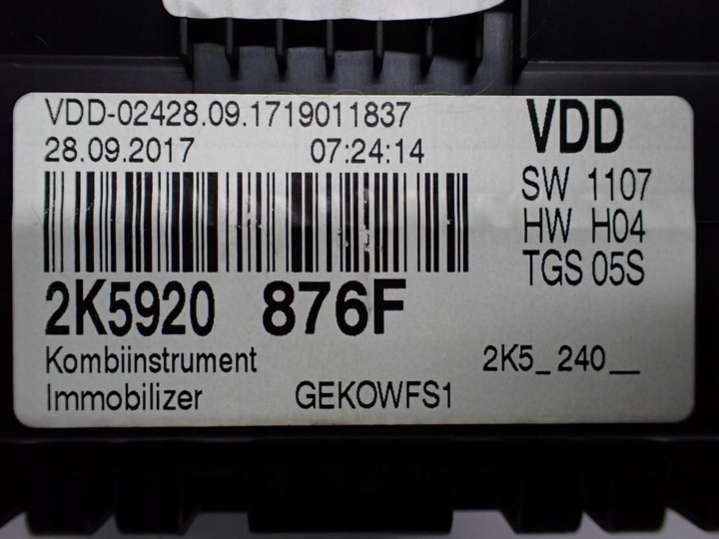 VDD-02428.09.1719011837
28.09.2017 07:24:14
VDD
SW 1107
HW H04
TGS 05S
2K5920 876F
Kombiinstrument 2K5_240__
Immobilizer GEKOWFS1